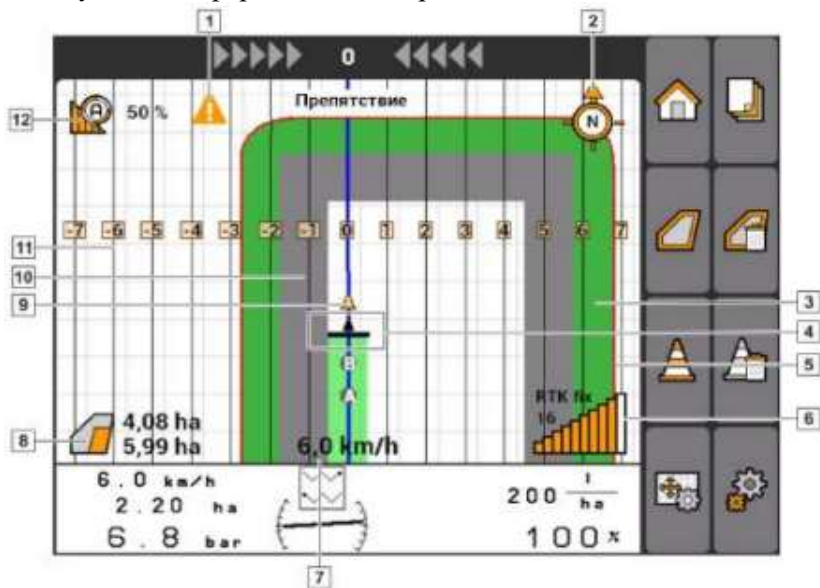 1
2
0
Препятствие
12
50 %
N
-7 -6 -5 -4 -3 -2 -1 0 1 2 3 4 5 6 7
11
10
9
3
4
B
A
5
RTK fix
16
6
8
4,08 ha
5,99 ha
6,0 km/h
6.0 km/h
2.20 ha
6.8 bar
200 l
ha
100 %
7